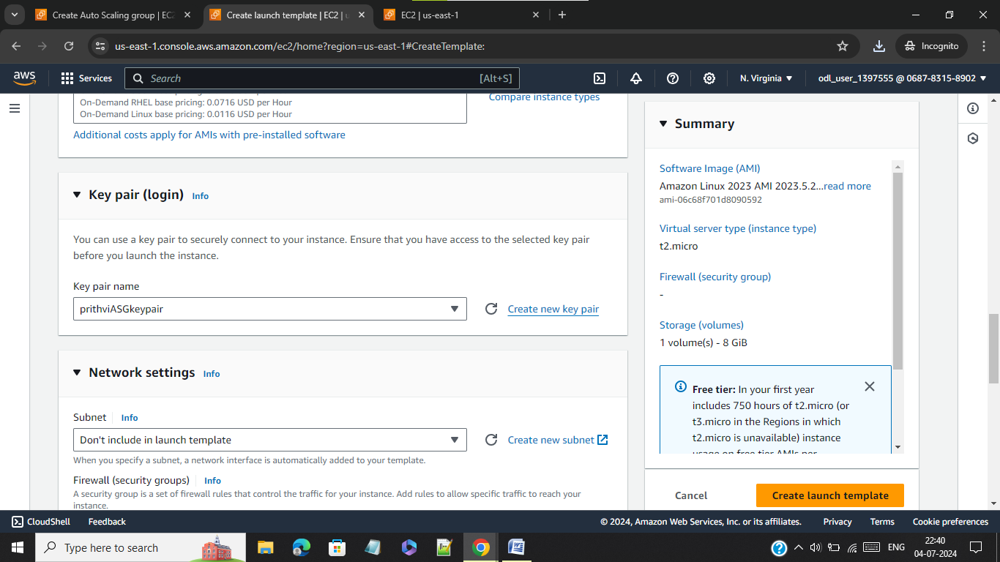 Create Auto Scaling group | EC2
Create launch template | EC2 | u
EC2 | us-east-1
us-east-1.console.aws.amazon.com/ec2/home?region=us-east-1#CreateTemplate:
Incognito
aws
Services
Search
[Alt+S]
N. Virginia
odl_user_1397555 @ 0687-8315-8902
On-Demand RHEL base pricing: 0.0716 USD per Hour
On-Demand Linux base pricing: 0.0116 USD per Hour
Compare instance types
Additional costs apply for AMIs with pre-installed software
Key pair (login) Info
You can use a key pair to securely connect to your instance. Ensure that you have access to the selected key pair
before you launch the instance.
Key pair name
prithviASGkeypair
Create new key pair
Network settings Info
Subnet Info
Don't include in launch template
Create new subnet
When you specify a subnet, a network interface is automatically added to your template.
Firewall (security groups) Info
A security group is a set of firewall rules that control the traffic for your instance. Add rules to allow specific traffic to reach your
instance.
Summary
Software Image (AMI)
Amazon Linux 2023 AMI 2023.5.2...read more
ami-06c68f701d8090592
Virtual server type (instance type)
t2.micro
Firewall (security group)
-
Storage (volumes)
1 volume(s) - 8 GiB
Free tier: In your first year
includes 750 hours of t2.micro (or
t3.micro in the Regions in which
t2.micro is unavailable) instance
usage on free tier AMIs per
Cancel
Create launch template
CloudShell
Feedback
© 2024, Amazon Web Services, Inc. or its affiliates.
Privacy
Terms
Cookie preferences
Type here to search
ENG
22:40
04-07-2024